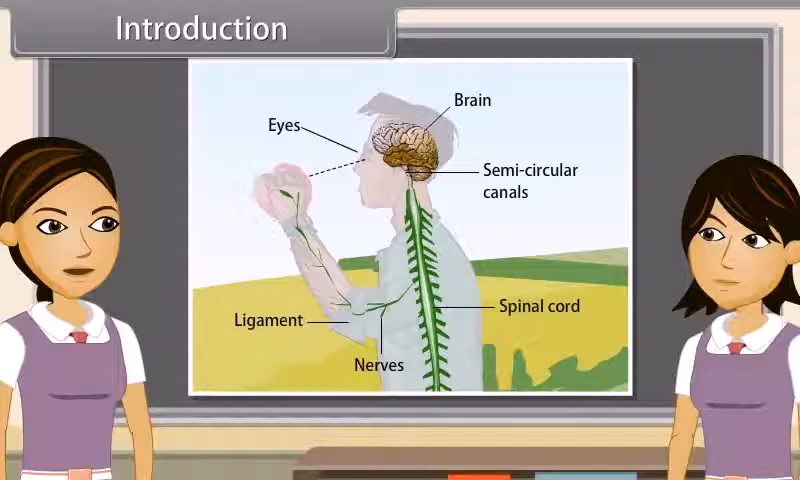 Introduction
Brain
Eyes
Semi-circular
canals
Spinal cord
Ligament
Nerves